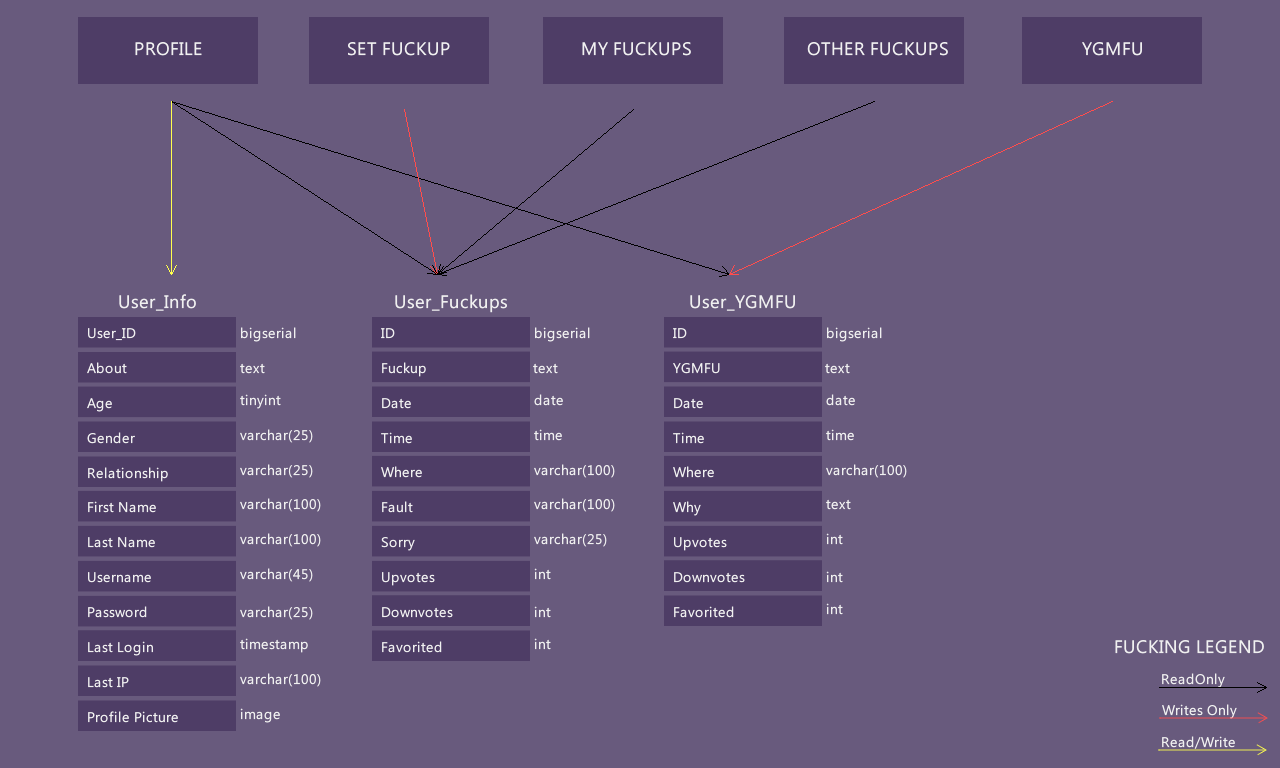 PROFILE
SET FUCKUP
MY FUCKUPS
OTHER FUCKUPS
YGMFU
User_Info
User_ID bigserial
About text
Age tinyint
Gender varchar(25)
Relationship varchar(25)
First Name varchar(100)
Last Name varchar(100)
Username varchar(45)
Password varchar(25)
Last Login timestamp
Last IP varchar(100)
Profile Picture image
User_Fuckups
ID bigserial
Fuckup text
Date date
Time time
Where varchar(100)
Fault varchar(100)
Sorry varchar(25)
Upvotes int
Downvotes int
Favorited int
User_YGMFU
ID bigserial
YGMFU text
Date date
Time time
Where varchar(100)
Why text
Upvotes int
Downvotes int
Favorited int
FUCKING LEGEND
ReadOnly
Writes Only
Read/Write